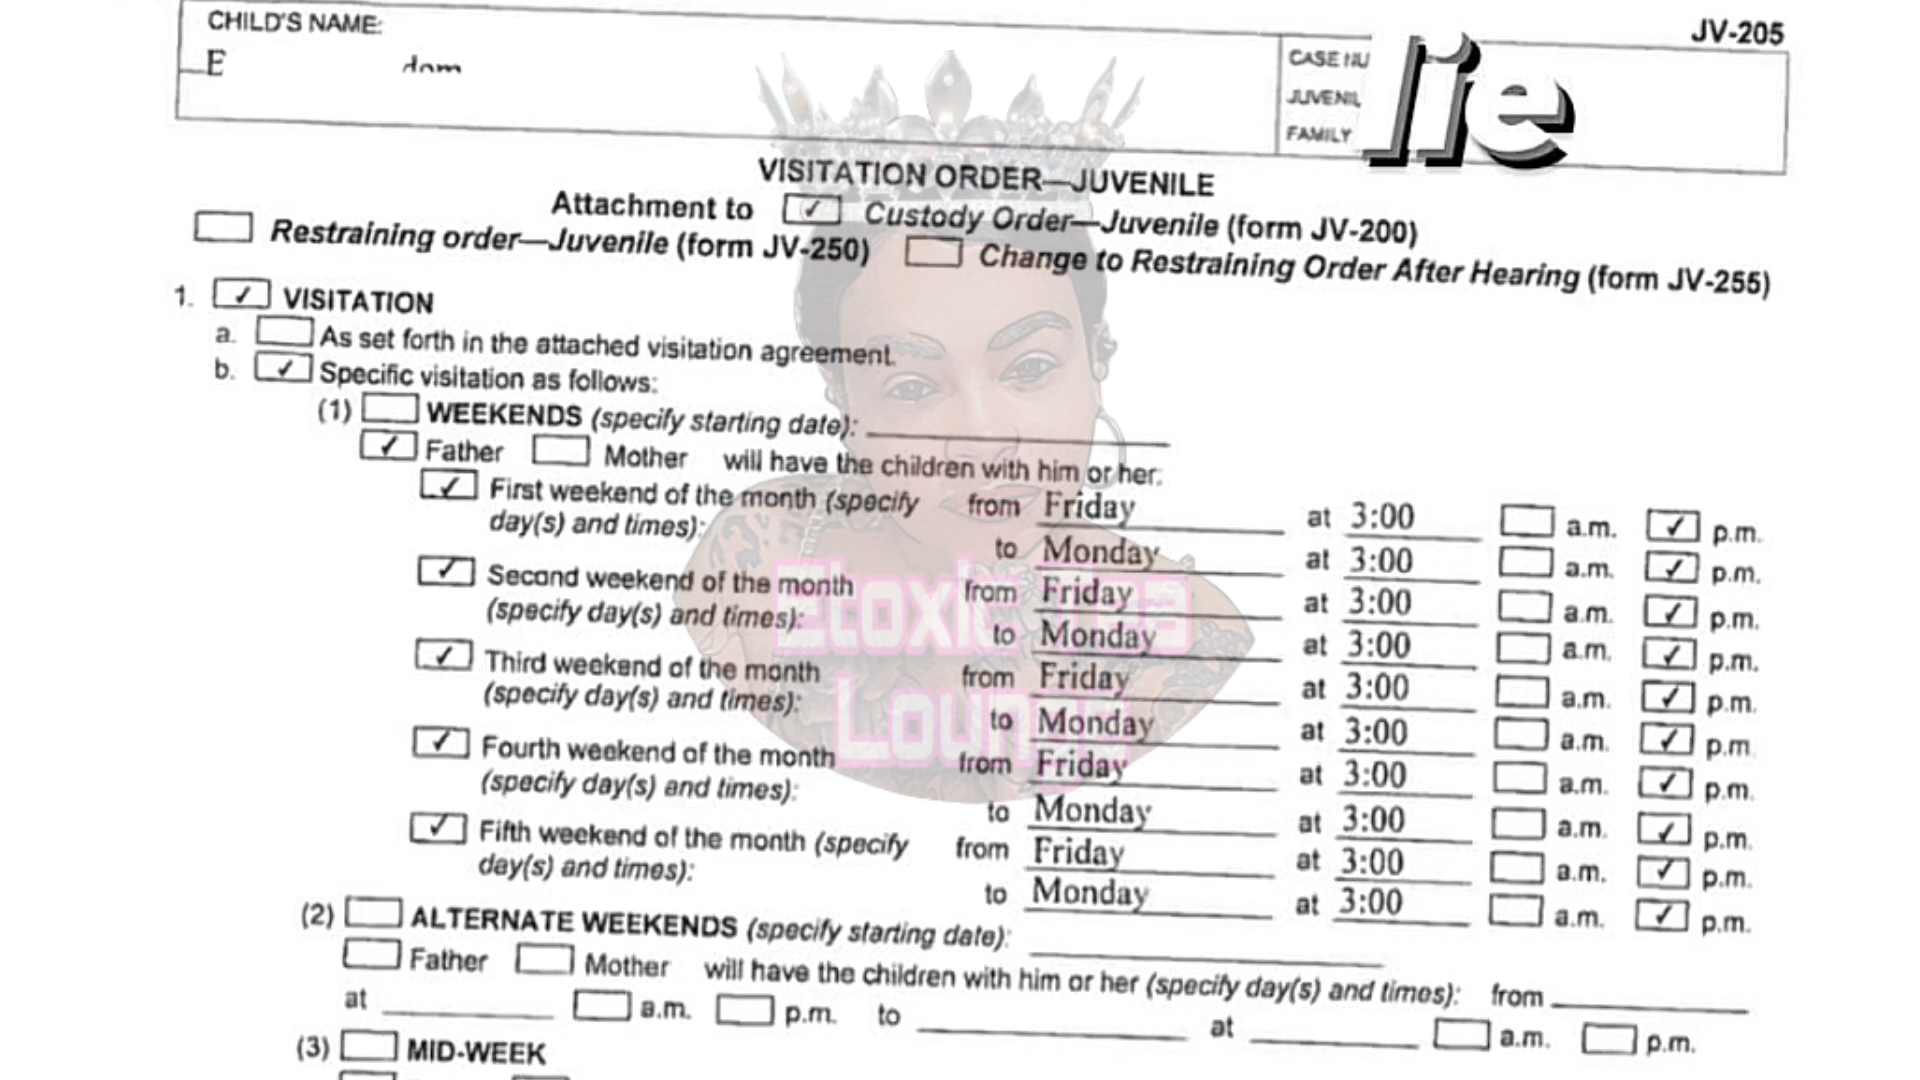 JV-205
CHILD'S NAME:
E
CASE NU
JUVENIL
FAMILY
lie
VISITATION ORDER—JUVENILE
Attachment to ✓ Custody Order—Juvenile (form JV-200)
Restraining order—Juvenile (form JV-250) Change to Restraining Order After Hearing (form JV-255)
1. ✓ VISITATION
a. As set forth in the attached visitation agreement.
b. ✓ Specific visitation as follows:
(1) WEEKENDS (specify starting date):
✓ Father Mother will have the children with him or her:
✓ First weekend of the month (specify from Friday at 3:00 a.m. ✓ p.m.
day(s) and times): to Monday at 3:00 a.m. ✓ p.m.
✓ Second weekend of the month from Friday at 3:00 a.m. ✓ p.m.
(specify day(s) and times): to Monday at 3:00 a.m. ✓ p.m.
✓ Third weekend of the month from Friday at 3:00 a.m. ✓ p.m.
(specify day(s) and times): to Monday at 3:00 a.m. ✓ p.m.
✓ Fourth weekend of the month from Friday at 3:00 a.m. ✓ p.m.
(specify day(s) and times): to Monday at 3:00 a.m. ✓ p.m.
✓ Fifth weekend of the month (specify from Friday at 3:00 a.m. ✓ p.m.
day(s) and times): to Monday at 3:00 a.m. ✓ p.m.
Etoxic Tea
Lounge
(2) ALTERNATE WEEKENDS (specify starting date):
Father Mother will have the children with him or her (specify day(s) and times): from
at a.m. p.m. to at a.m. p.m.
(3) MID-WEEK